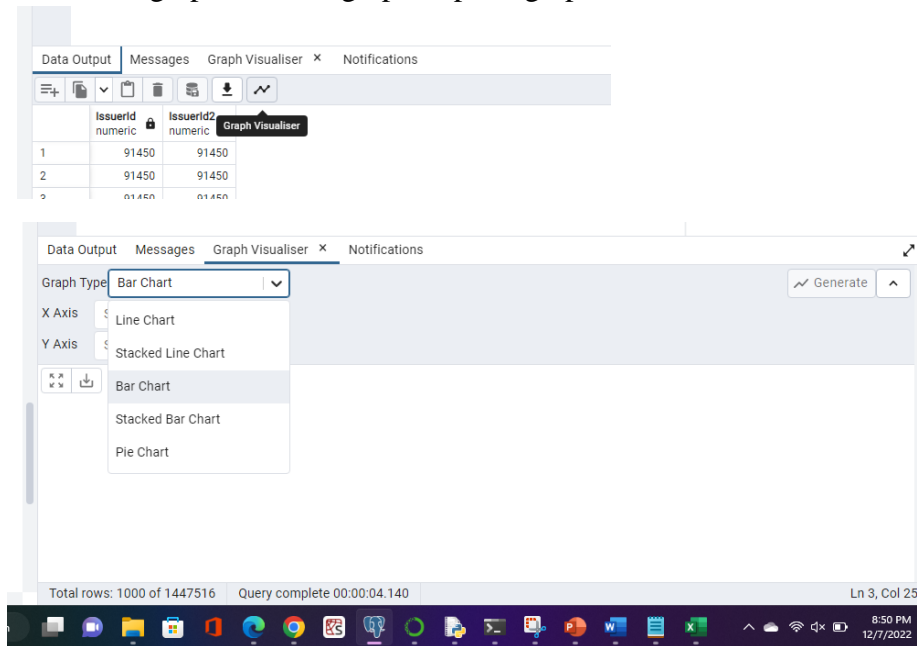 Data Output Messages Graph Visualiser × Notifications
IssuerId IssuerId2
numeric numeric
Graph Visualiser
1 91450 91450
2 91450 91450
91450 91450
Data Output Messages Graph Visualiser × Notifications
Graph Type Bar Chart Generate
X Axis
Line Chart
Y Axis
Stacked Line Chart
Bar Chart
Stacked Bar Chart
Pie Chart
Total rows: 1000 of 1447516 Query complete 00:00:04.140 Ln 3, Col 25
8:50 PM
12/7/2022